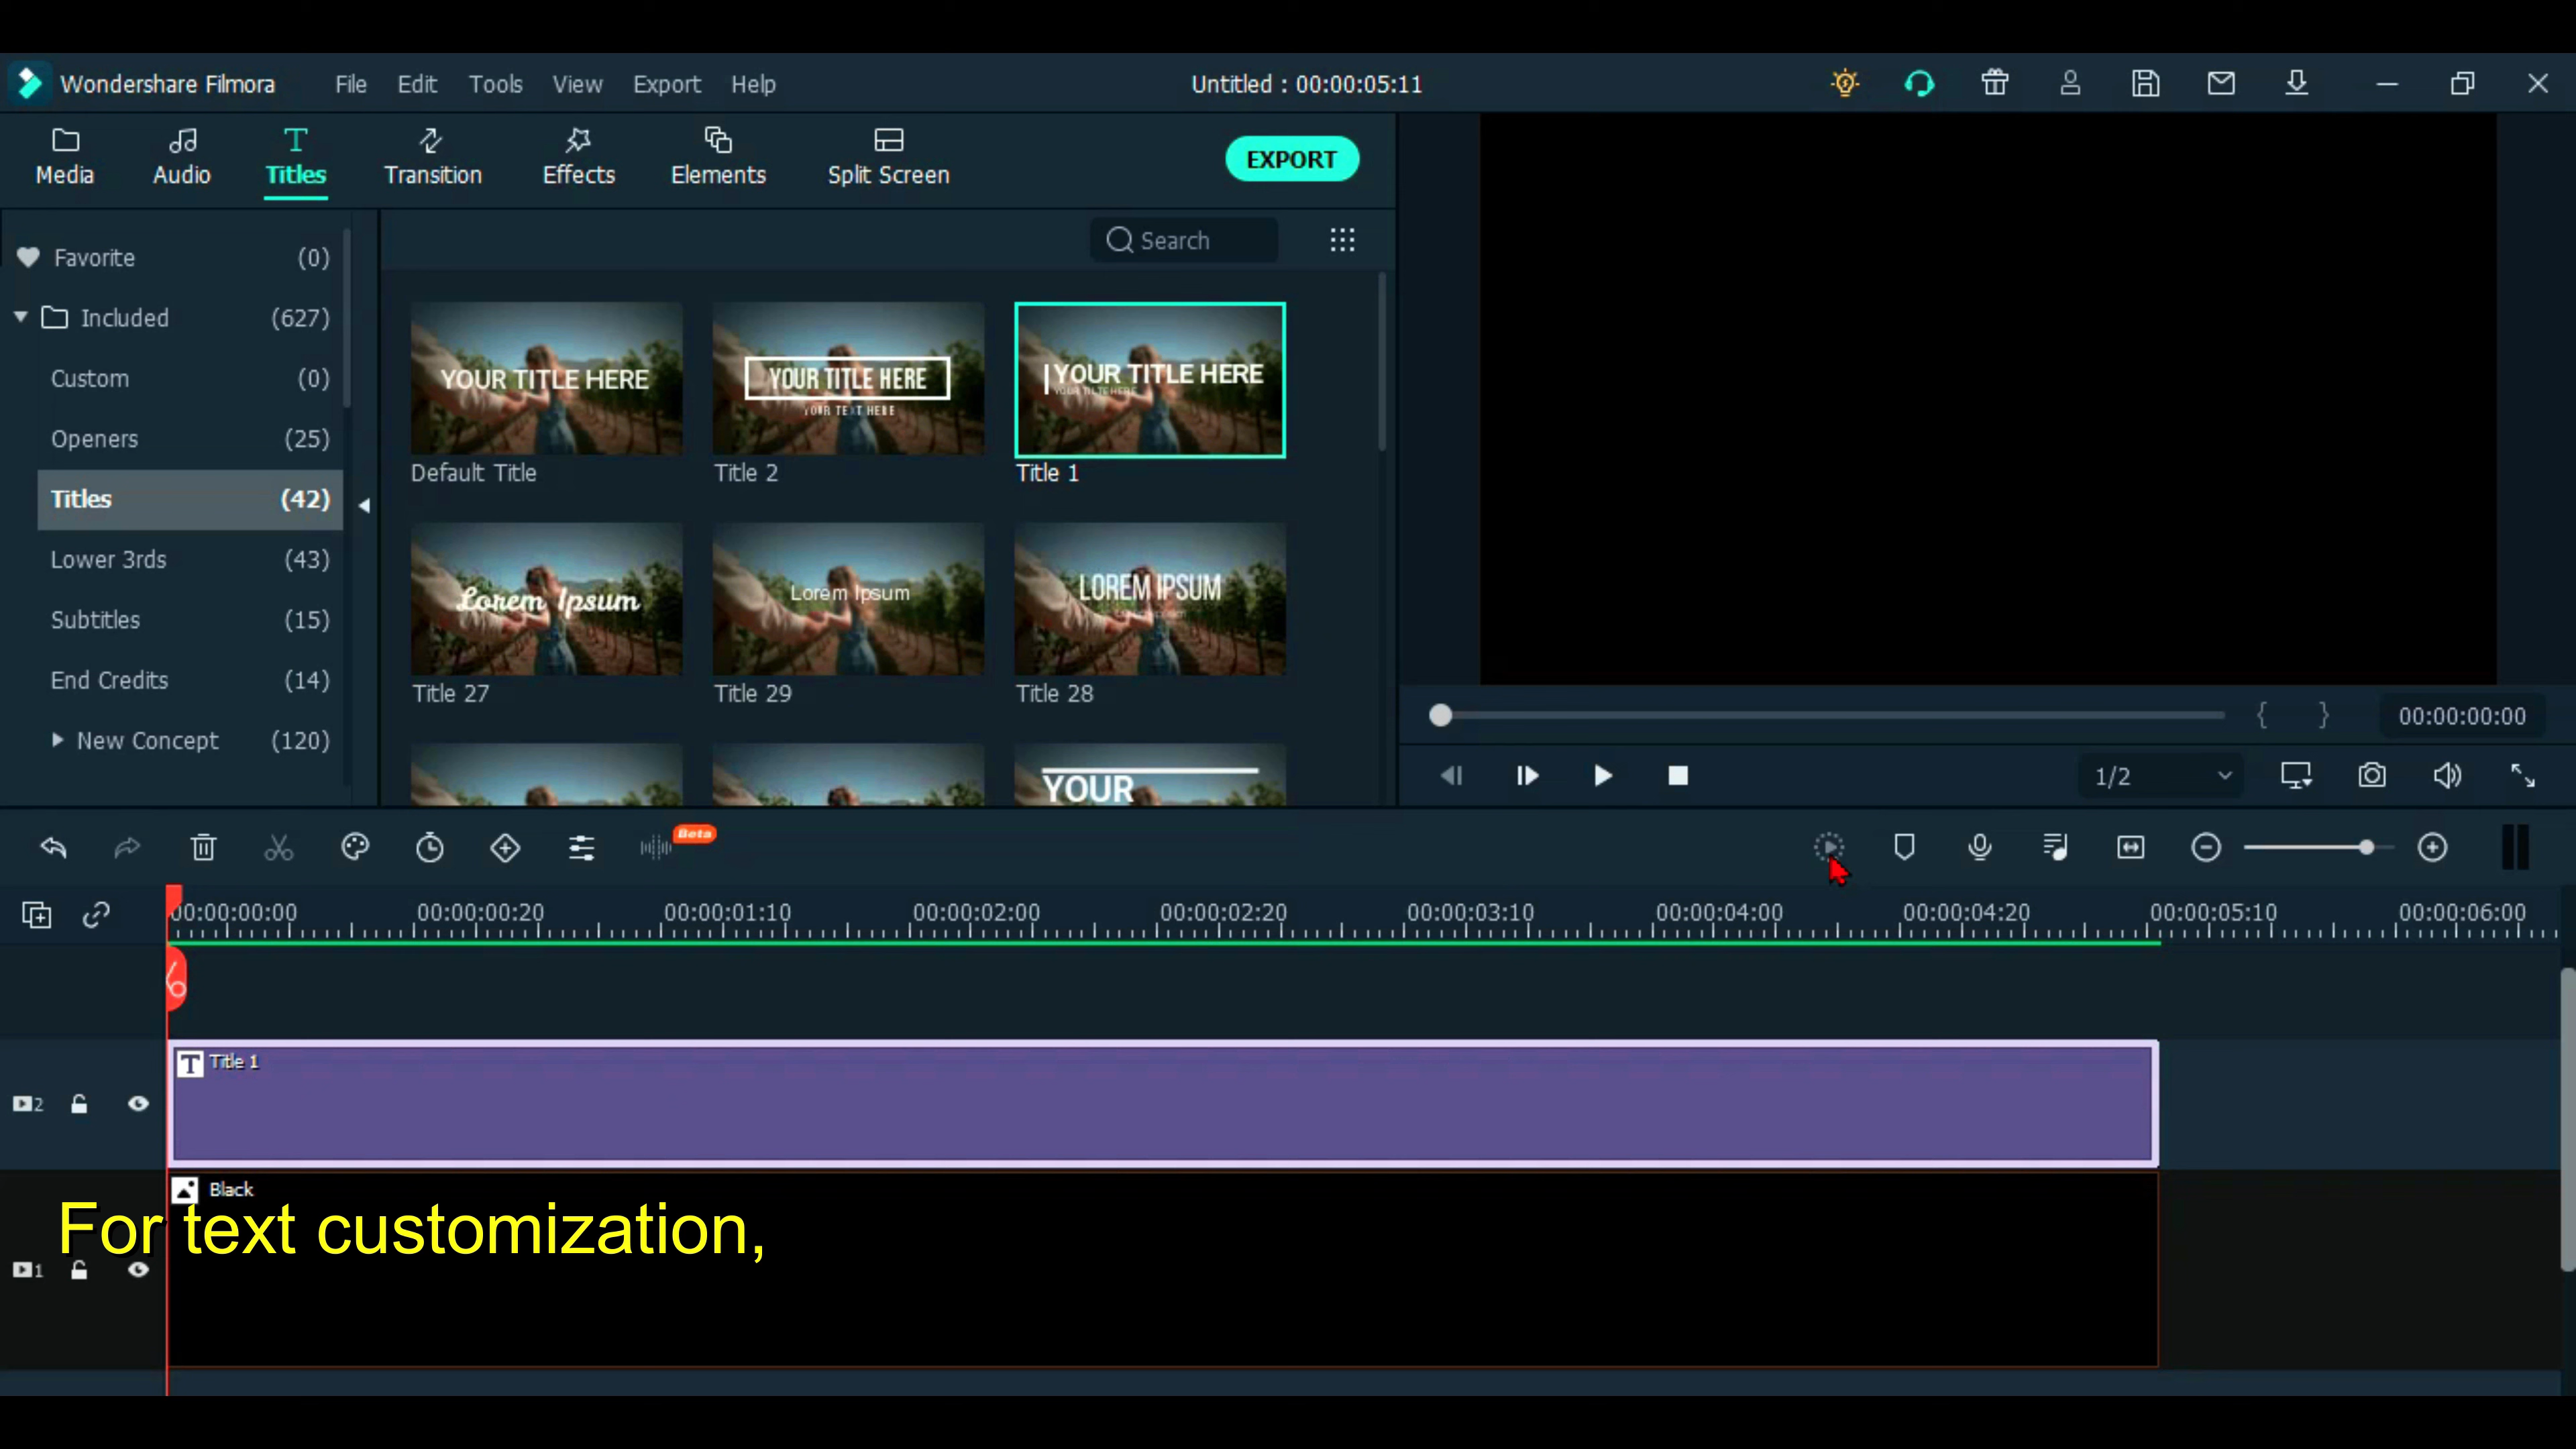 Wondershare Filmora File Edit Tools View Export Help Untitled : 00:00:05:11
Media Audio Titles Transition Effects Elements Split Screen EXPORT
Search
Favorite (0)
Included (627)
Custom (0)
Openers (25)
Titles (42)
Lower 3rds (43)
Subtitles (15)
End Credits (14)
New Concept (120)
YOUR TITLE HERE
Default Title
YOUR TITLE HERE
YOUR TEXT HERE
Title 2
YOUR TITLE HERE
Title 1
Lorem Ipsum
Title 27
Lorem Ipsum
Title 29
LOREM IPSUM
Title 28
YOUR
00:00:00:00
1/2
Beta
00:00:00:00 00:00:00:20 00:00:01:10 00:00:02:00 00:00:02:20 00:00:03:10 00:00:04:00 00:00:04:20 00:00:05:10 00:00:06:00
T Title 1
2
Black
For text customization,
1